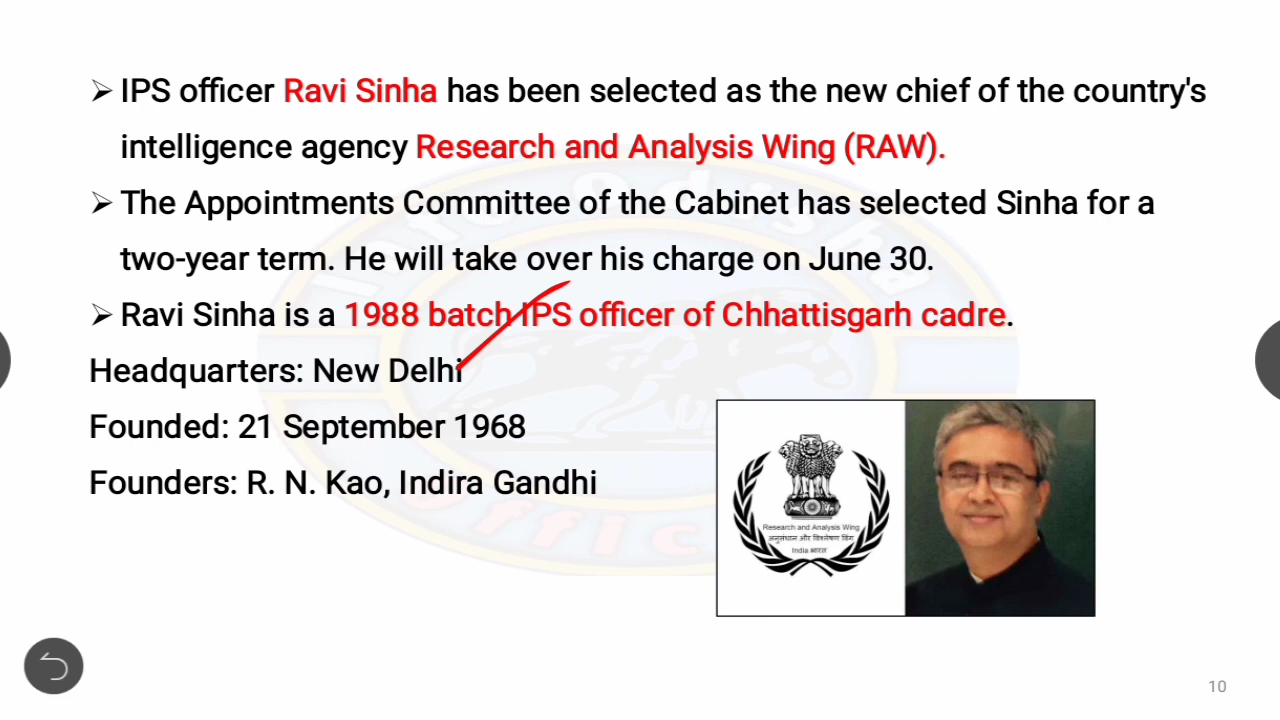 ➢ IPS officer Ravi Sinha has been selected as the new chief of the country's
intelligence agency Research and Analysis Wing (RAW).
➢ The Appointments Committee of the Cabinet has selected Sinha for a
two-year term. He will take over his charge on June 30.
➢ Ravi Sinha is a 1988 batch IPS officer of Chhattisgarh cadre.
Headquarters: New Delhi
Founded: 21 September 1968
Founders: R. N. Kao, Indira Gandhi
Research and Analysis Wing
अनुसंधान और विश्लेषण विंग
India भारत
10